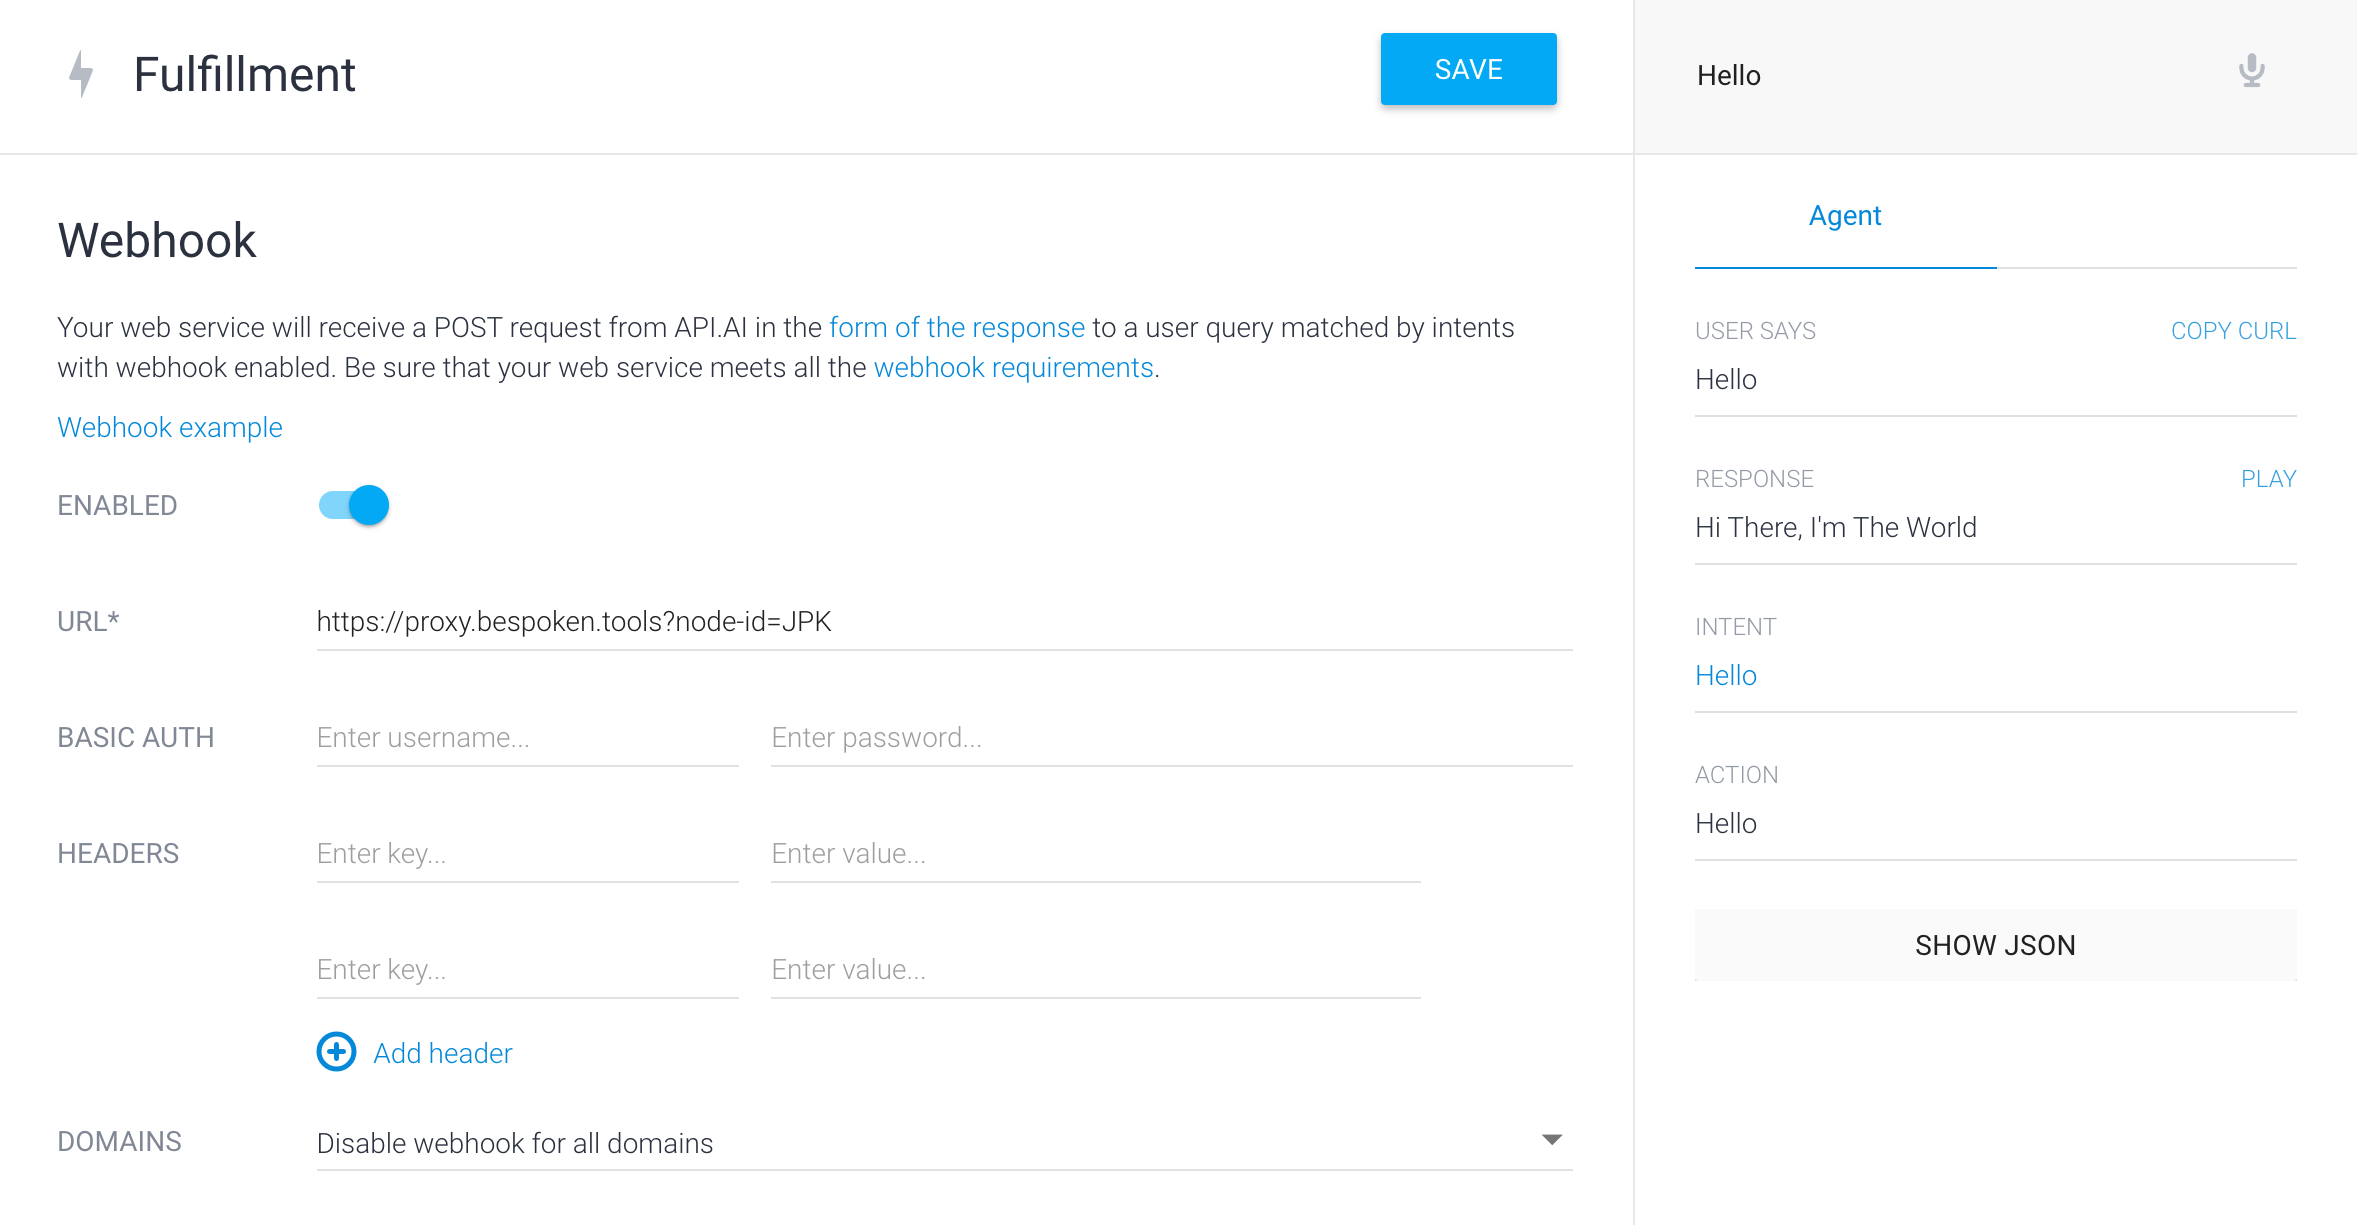 Fulfillment
SAVE
Webhook
Your web service will receive a POST request from API.AI in the form of the response to a user query matched by intents
with webhook enabled. Be sure that your web service meets all the webhook requirements.
Webhook example
ENABLED
URL* https://proxy.bespoken.tools?node-id=JPK
BASIC AUTH Enter username... Enter password...
HEADERS Enter key... Enter value...
Enter key... Enter value...
Add header
DOMAINS Disable webhook for all domains
Hello
Agent
USER SAYS COPY CURL
Hello
RESPONSE PLAY
Hi There, I'm The World
INTENT
Hello
ACTION
Hello
SHOW JSON